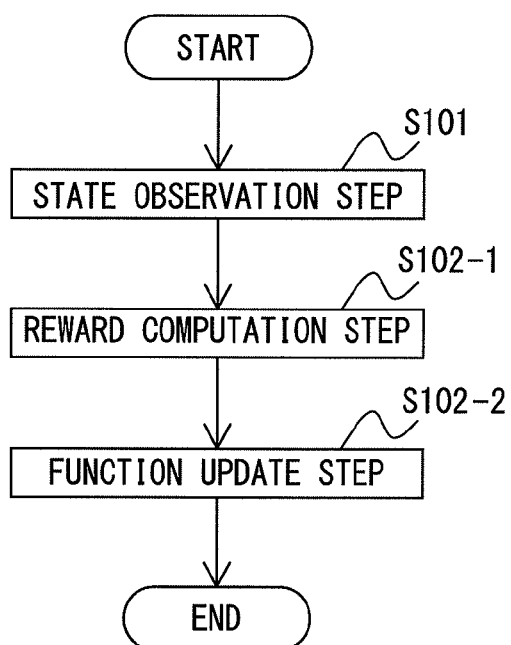 START
S101
STATE OBSERVATION STEP
S102-1
REWARD COMPUTATION STEP
S102-2
FUNCTION UPDATE STEP
END